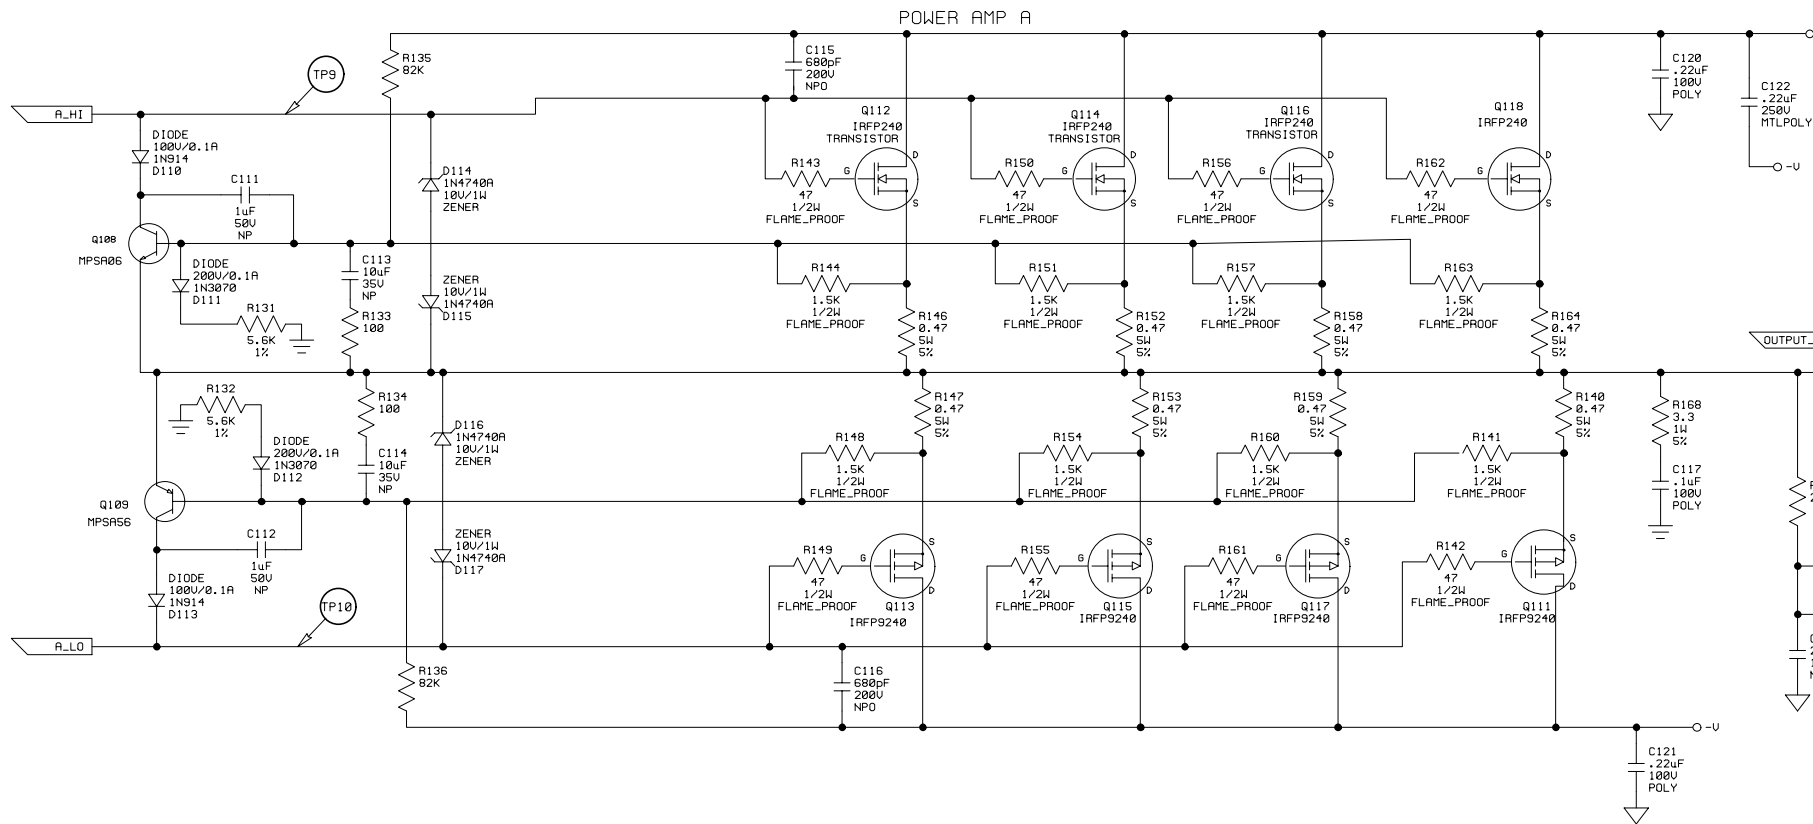 POWER AMP A
R135
82K
TP9
A_HI
C115
680pF
200V
NPO
Q112
IRFP240
TRANSISTOR
Q114
IRFP240
TRANSISTOR
Q116
IRFP240
TRANSISTOR
Q118
IRFP240
C120
.22uF
100V
POLY
C122
.22uF
250V
MTLPOLY
-V
DIODE
100V/0.1A
1N914
D110
C111
1uF
50V
NP
D114
1N4740A
10V/1W
ZENER
R143
47
1/2W
FLAME_PROOF
G
D
S
R150
47
1/2W
FLAME_PROOF
G
D
S
R156
47
1/2W
FLAME_PROOF
G
D
S
R162
47
1/2W
FLAME_PROOF
G
D
S
Q108
MPSA06
DIODE
200V/0.1A
1N3070
D111
R131
5.6K
1%
C113
10uF
35V
NP
R133
100
ZENER
10V/1W
1N4740A
D115
R144
1.5K
1/2W
FLAME_PROOF
R146
0.47
5W
5%
R151
1.5K
1/2W
FLAME_PROOF
R152
0.47
5W
5%
R157
1.5K
1/2W
FLAME_PROOF
R158
0.47
5W
5%
R163
1.5K
1/2W
FLAME_PROOF
R164
0.47
5W
5%
OUTPUT_
R132
5.6K
1%
R134
100
DIODE
200V/0.1A
1N3070
D112
C114
10uF
35V
NP
D116
1N4740A
10V/1W
ZENER
R147
0.47
5W
5%
R148
1.5K
1/2W
FLAME_PROOF
R153
0.47
5W
5%
R154
1.5K
1/2W
FLAME_PROOF
R159
0.47
5W
5%
R160
1.5K
1/2W
FLAME_PROOF
R140
0.47
5W
5%
R141
1.5K
1/2W
FLAME_PROOF
R168
3.3
1W
5%
C117
.1uF
100V
POLY
R
2
Q109
MPSA56
C112
1uF
50V
NP
ZENER
10V/1W
1N4740A
D117
R149
47
1/2W
FLAME_PROOF
G
S
D
Q113
IRFP9240
R155
47
1/2W
FLAME_PROOF
G
S
D
Q115
IRFP9240
R161
47
1/2W
FLAME_PROOF
G
S
D
Q117
IRFP9240
R142
47
1/2W
FLAME_PROOF
G
S
D
Q111
IRFP9240
DIODE
100V/0.1A
1N914
D113
TP10
A_LO
R136
82K
C116
680pF
200V
NPO
-V
C121
.22uF
100V
POLY